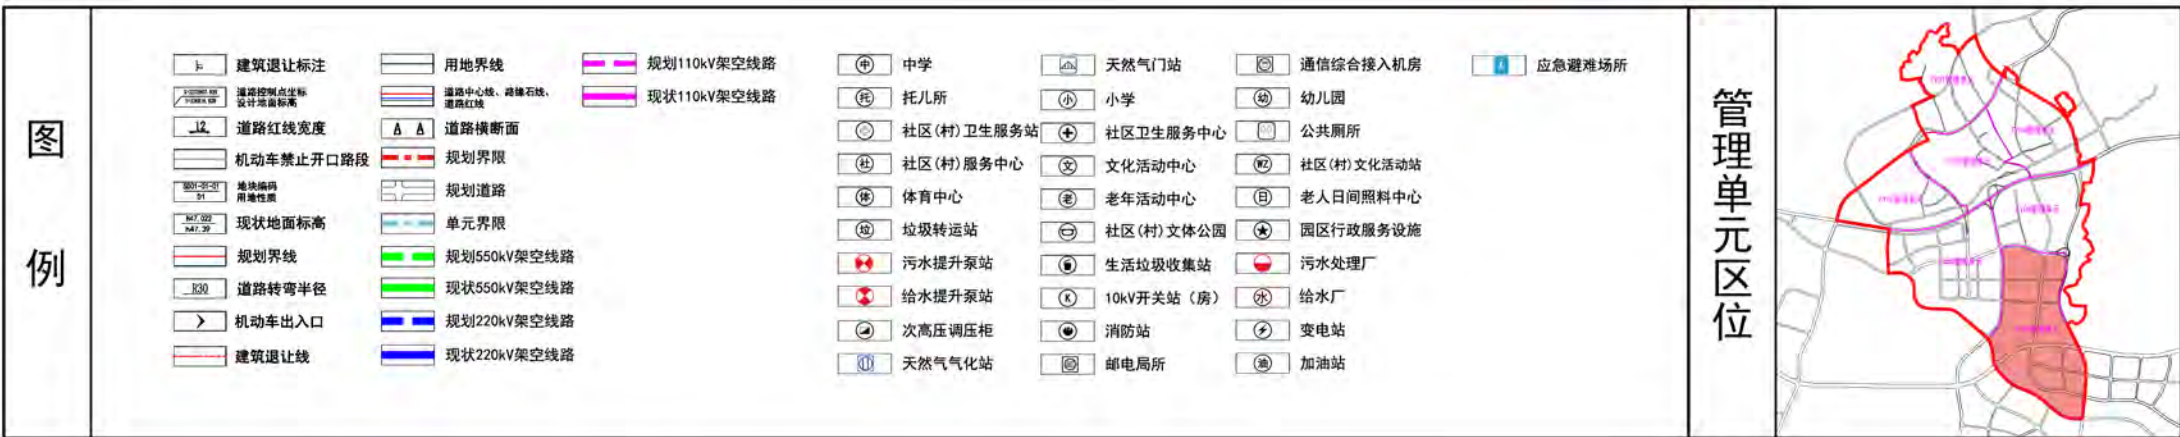 图例
建筑退让标注
道路控制点坐标
设计地面标高
12
道路红线宽度
机动车禁止开口路段
地块编码
用地性质
现状地面标高
规划界线
R30
道路转弯半径
机动车出入口
建筑退让线
用地界线
道路中心线、路缘石线、
道路红线
A A
道路横断面
规划界限
规划道路
单元界限
规划550kV架空线路
现状550kV架空线路
规划220kV架空线路
现状220kV架空线路
规划110kV架空线路
现状110kV架空线路
中
中学
托
托儿所
社区(村)卫生服务站
社
社区(村)服务中心
体
体育中心
垃
垃圾转运站
污水提升泵站
给水提升泵站
次高压调压柜
天然气气化站
天然气门站
小
小学
社区卫生服务中心
文
文化活动中心
老
老年活动中心
社区(村)文体公园
生活垃圾收集站
K
10kV开关站（房）
消防站
邮电局所
通信综合接入机房
幼
幼儿园
公共厕所
WZ
社区(村)文化活动站
日
老人日间照料中心
园区行政服务设施
污水处理厂
水
给水厂
变电站
油
加油站
应急避难场所
管理单元区位